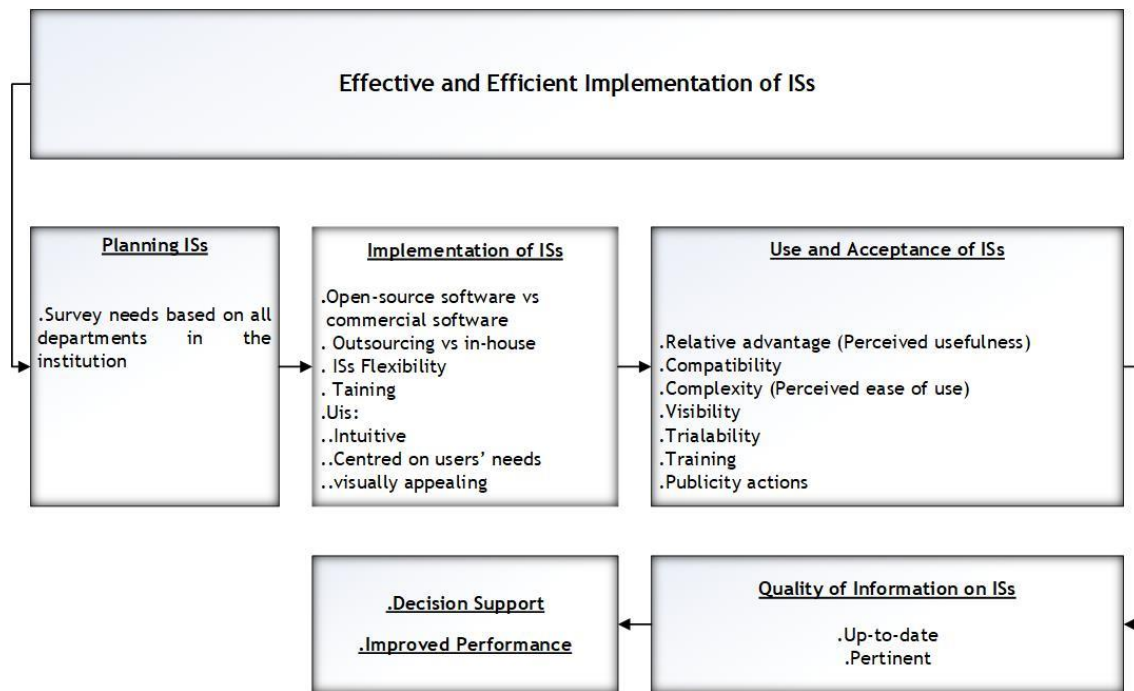 Effective and Efficient Implementation of ISs
Planning ISs
.Survey needs based on all
departments in the
institution
Implementation of ISs
.Open-source software vs
commercial software
. Outsourcing vs in-house
. ISs Flexibility
. Taining
.Uis:
..Intuitive
..Centred on users’ needs
..visually appealing
Use and Acceptance of ISs
.Relative advantage (Perceived usefulness)
.Compatibility
.Complexity (Perceived ease of use)
.Visibility
.Trialability
.Training
.Publicity actions
Quality of Information on ISs
.Up-to-date
.Pertinent
.Decision Support
.Improved Performance